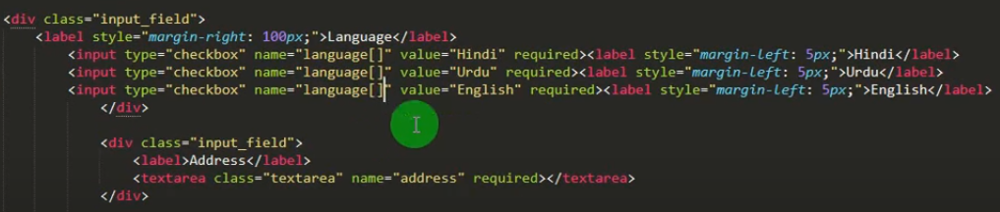 <div class="input_field">
<label style="margin-right: 100px;">Language</label>
<input type="checkbox" name="language[]" value="Hindi" required><label style="margin-left: 5px;">Hindi</label>
<input type="checkbox" name="language[]" value="Urdu" required><label style="margin-left: 5px;">Urdu</label>
<input type="checkbox" name="language[]" value="English" required><label style="margin-left: 5px;">English</label>
</div>
<div class="input_field">
<label>Address</label>
<textarea class="textarea" name="address" required></textarea>
</div>